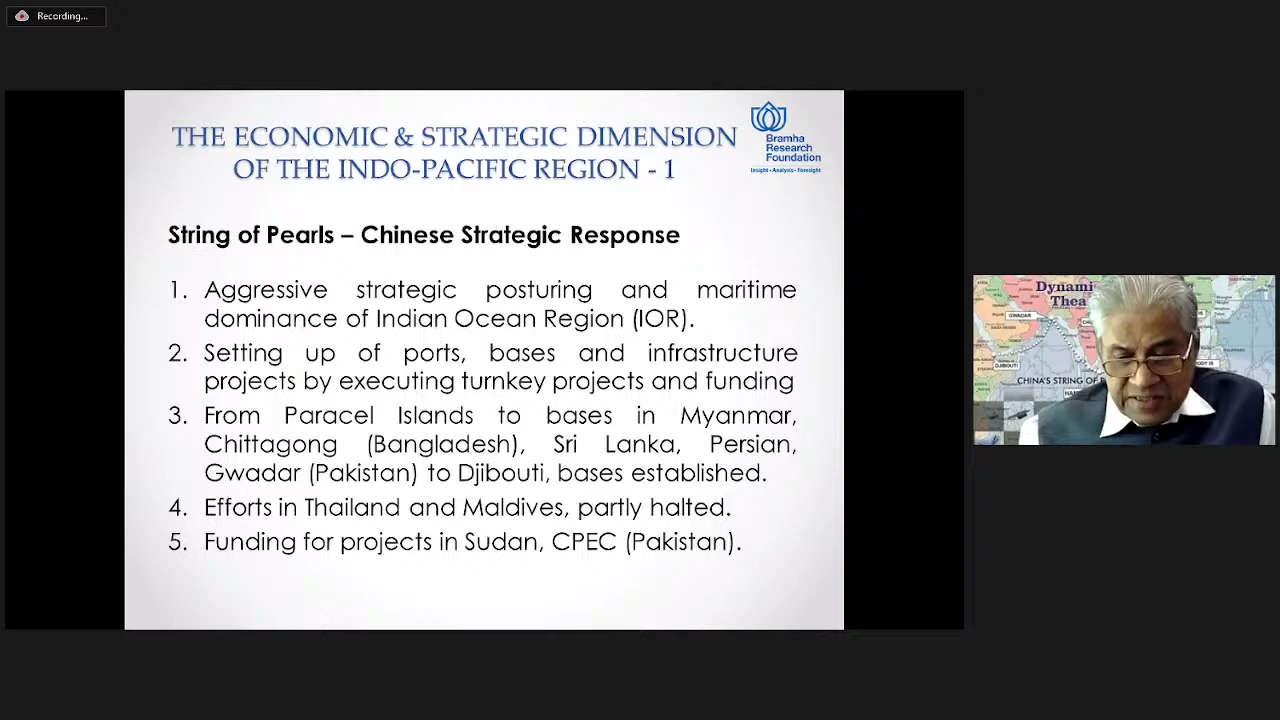 Recording...
THE ECONOMIC & STRATEGIC DIMENSION
OF THE INDO-PACIFIC REGION - 1
Bramha
Research
Foundation
Insight • Analysis • Foresight
String of Pearls – Chinese Strategic Response
1. Aggressive strategic posturing and maritime
dominance of Indian Ocean Region (IOR).
2. Setting up of ports, bases and infrastructure
projects by executing turnkey projects and funding
3. From Paracel Islands to bases in Myanmar,
Chittagong (Bangladesh), Sri Lanka, Persian,
Gwadar (Pakistan) to Djibouti, bases established.
4. Efforts in Thailand and Maldives, partly halted.
5. Funding for projects in Sudan, CPEC (Pakistan).
GWADAR
DJIBOUTI
CHINA'S STRING OF